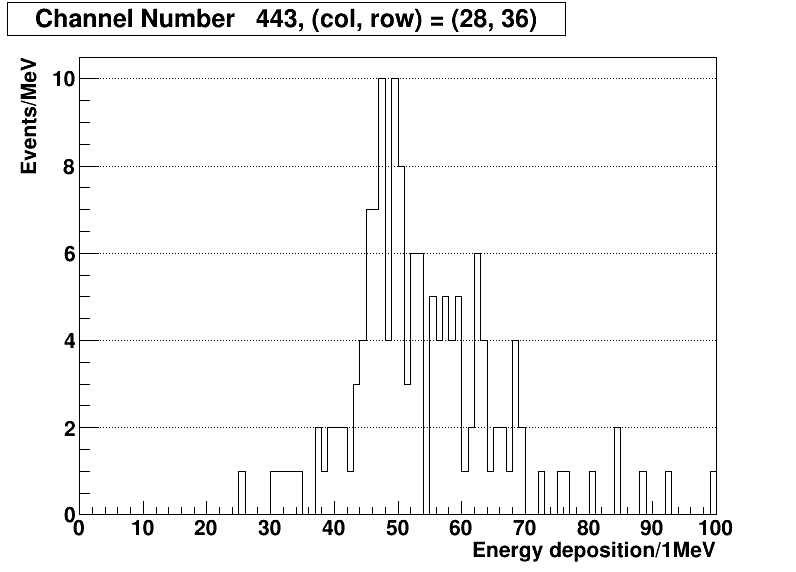 Channel Number   443, (col, row) = (28, 36)
Events/MeV
10
8
6
4
2
0
0 10 20 30 40 50 60 70 80 90 100
Energy deposition/1MeV